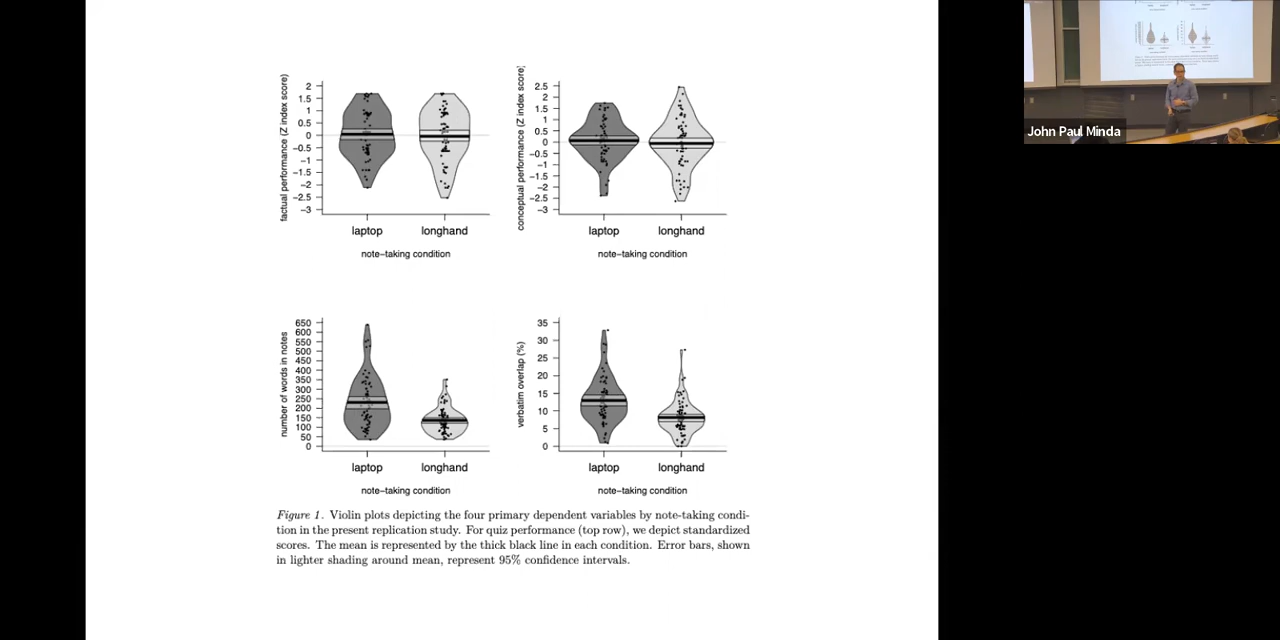 factual performance (Z index score)
2
1.5
1
0.5
0
−0.5
−1
−1.5
−2
−2.5
−3
laptop longhand
note−taking condition
conceptual performance (Z index score)
2.5
2
1.5
1
0.5
0
−0.5
−1
−1.5
−2
−2.5
−3
laptop longhand
note−taking condition
John Paul Minda
number of words in notes
650
600
550
500
450
400
350
300
250
200
150
100
50
0
laptop longhand
note−taking condition
verbatim overlap (%)
35
30
25
20
15
10
5
0
laptop longhand
note−taking condition
Figure 1. Violin plots depicting the four primary dependent variables by note-taking condi-
tion in the present replication study. For quiz performance (top row), we depict standardized
scores. The mean is represented by the thick black line in each condition. Error bars, shown
in lighter shading around mean, represent 95% confidence intervals.